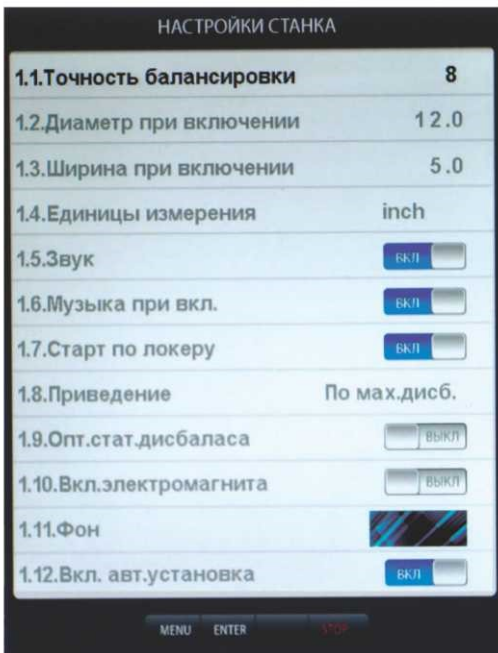 НАСТРОЙКИ СТАНКА
1.1.Точность балансировки 8
1.2.Диаметр при включении 12.0
1.3.Ширина при включении 5.0
1.4.Единицы измерения inch
1.5.Звук ВКЛ
1.6.Музыка при вкл. ВКЛ
1.7.Старт по локеру ВКЛ
1.8.Приведение По мах.дисб.
1.9.Опт.стат.дисбаласа ВЫКЛ
1.10.Вкл.электромагнита ВЫКЛ
1.11.Фон
1.12.Вкл. авт.установка ВКЛ
MENU ENTER STOP